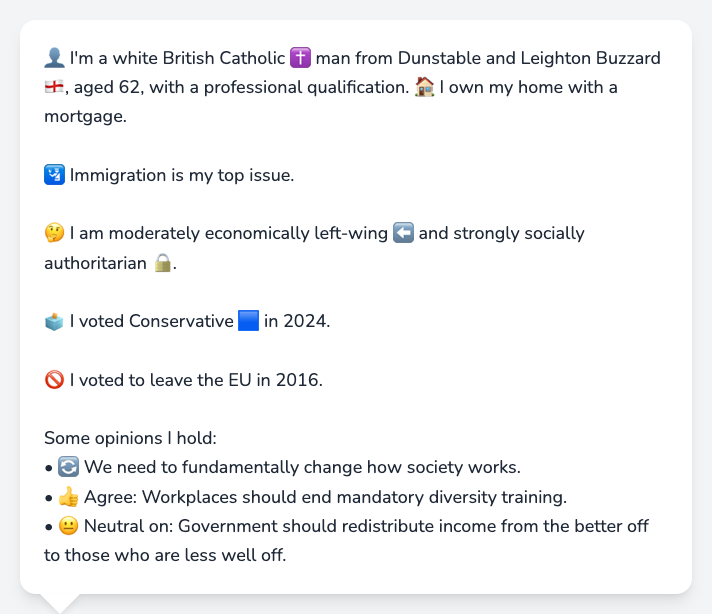 👤 I'm a white British Catholic ✝️ man from Dunstable and Leighton Buzzard
🏴󠁧󠁢󠁥󠁮󠁧󠁿, aged 62, with a professional qualification. 🏠 I own my home with a
mortgage.
🛂 Immigration is my top issue.
🤔 I am moderately economically left-wing ⬅️ and strongly socially
authoritarian 🔒.
🗳️ I voted Conservative 🟦 in 2024.
🚫 I voted to leave the EU in 2016.
Some opinions I hold:
• 🔄 We need to fundamentally change how society works.
• 👍 Agree: Workplaces should end mandatory diversity training.
• 😐 Neutral on: Government should redistribute income from the better off
to those who are less well off.